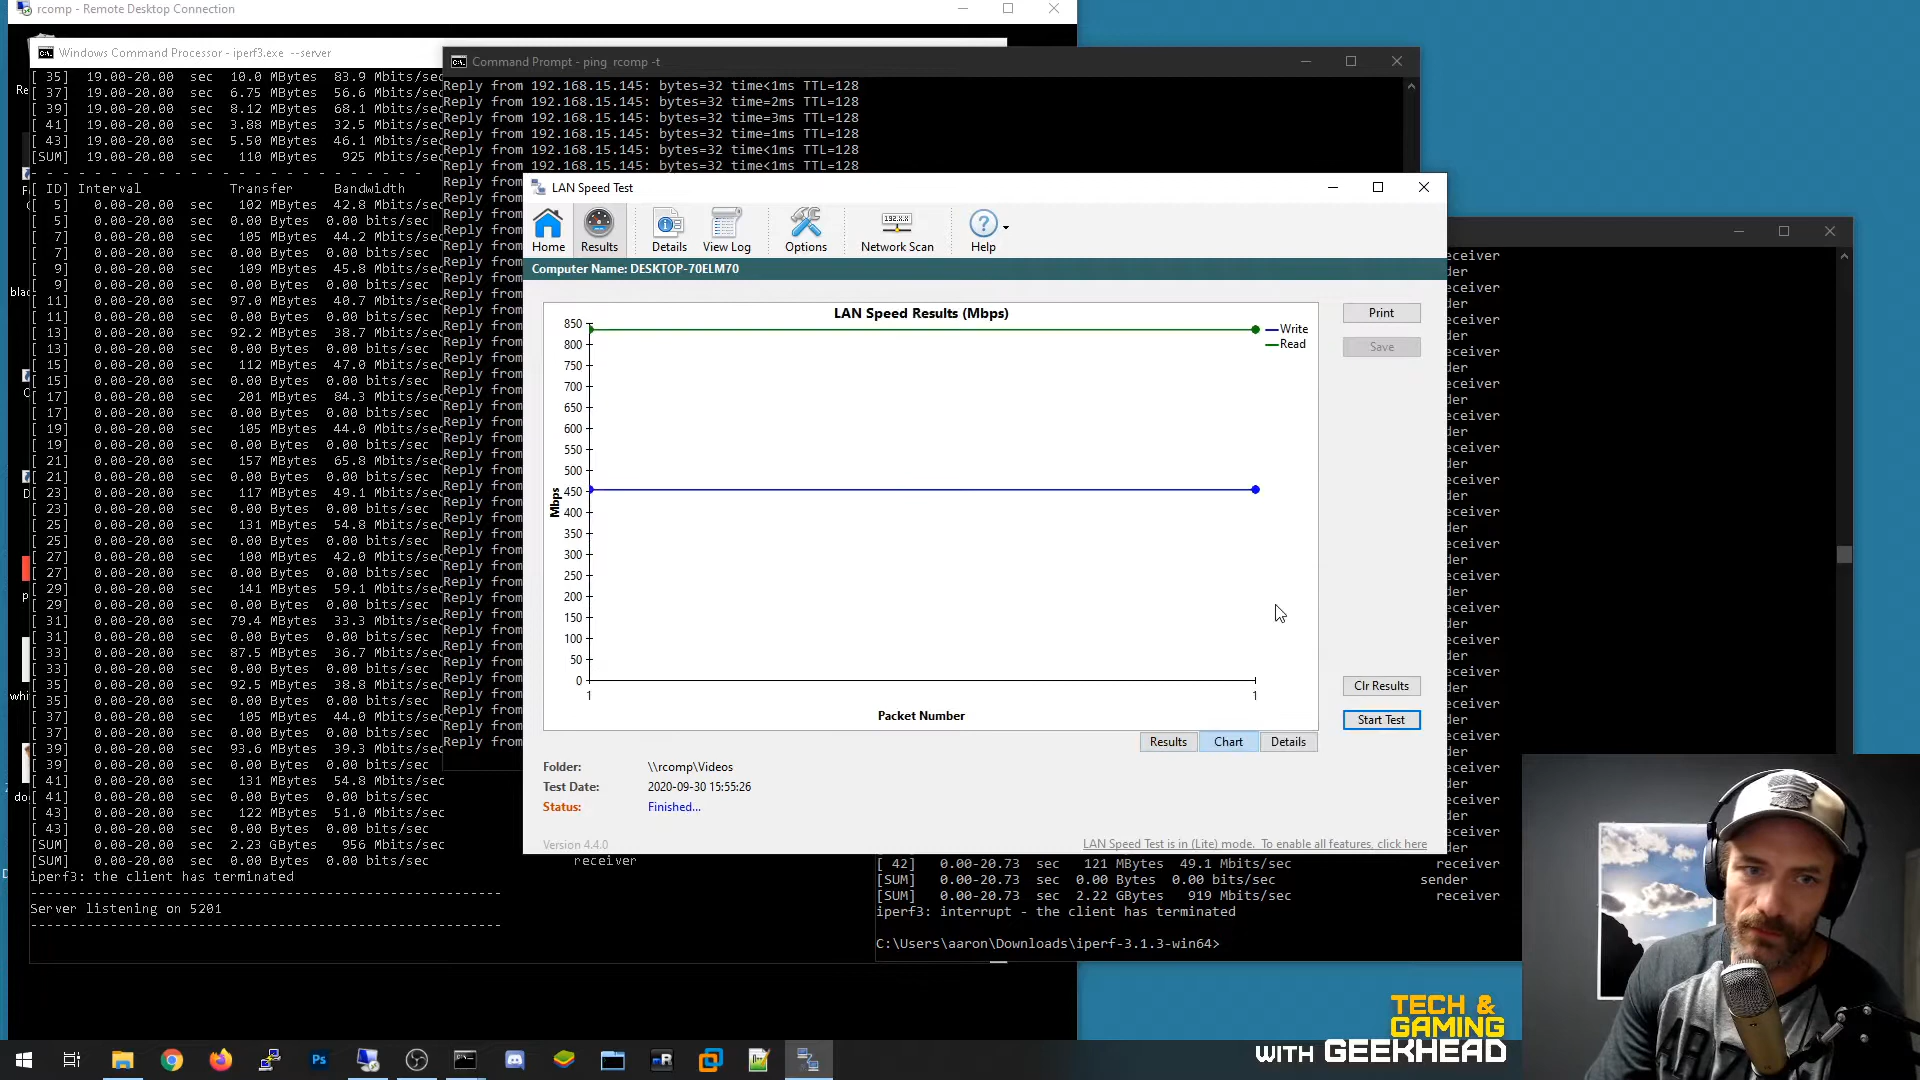 rcomp - Remote Desktop Connection
Windows Command Processor - iperf3.exe --server
[ 35] 19.00-20.00 sec 10.0 MBytes 83.9 Mbits/sec
[ 37] 19.00-20.00 sec 6.75 MBytes 56.6 Mbits/sec
[ 39] 19.00-20.00 sec 8.12 MBytes 68.1 Mbits/sec
[ 41] 19.00-20.00 sec 3.88 MBytes 32.5 Mbits/sec
[ 43] 19.00-20.00 sec 5.50 MBytes 46.1 Mbits/sec
[SUM] 19.00-20.00 sec 110 MBytes 925 Mbits/sec
- - - - - - - - - - - - - - - - - - - - - - - - -
[ ID] Interval Transfer Bandwidth
[ 5] 0.00-20.00 sec 102 MBytes 42.8 Mbits/sec
[ 5] 0.00-20.00 sec 0.00 Bytes 0.00 bits/sec
[ 7] 0.00-20.00 sec 105 MBytes 44.2 Mbits/sec
[ 7] 0.00-20.00 sec 0.00 Bytes 0.00 bits/sec
[ 9] 0.00-20.00 sec 109 MBytes 45.8 Mbits/sec
[ 9] 0.00-20.00 sec 0.00 Bytes 0.00 bits/sec
[ 11] 0.00-20.00 sec 97.0 MBytes 40.7 Mbits/sec
[ 11] 0.00-20.00 sec 0.00 Bytes 0.00 bits/sec
[ 13] 0.00-20.00 sec 92.2 MBytes 38.7 Mbits/sec
[ 13] 0.00-20.00 sec 0.00 Bytes 0.00 bits/sec
[ 15] 0.00-20.00 sec 112 MBytes 47.0 Mbits/sec
[ 15] 0.00-20.00 sec 0.00 Bytes 0.00 bits/sec
[ 17] 0.00-20.00 sec 201 MBytes 84.3 Mbits/sec
[ 17] 0.00-20.00 sec 0.00 Bytes 0.00 bits/sec
[ 19] 0.00-20.00 sec 105 MBytes 44.0 Mbits/sec
[ 19] 0.00-20.00 sec 0.00 Bytes 0.00 bits/sec
[ 21] 0.00-20.00 sec 157 MBytes 65.8 Mbits/sec
[ 21] 0.00-20.00 sec 0.00 Bytes 0.00 bits/sec
[ 23] 0.00-20.00 sec 117 MBytes 49.1 Mbits/sec
[ 23] 0.00-20.00 sec 0.00 Bytes 0.00 bits/sec
[ 25] 0.00-20.00 sec 131 MBytes 54.8 Mbits/sec
[ 25] 0.00-20.00 sec 0.00 Bytes 0.00 bits/sec
[ 27] 0.00-20.00 sec 100 MBytes 42.0 Mbits/sec
[ 27] 0.00-20.00 sec 0.00 Bytes 0.00 bits/sec
[ 29] 0.00-20.00 sec 141 MBytes 59.1 Mbits/sec
[ 29] 0.00-20.00 sec 0.00 Bytes 0.00 bits/sec
[ 31] 0.00-20.00 sec 79.4 MBytes 33.3 Mbits/sec
[ 31] 0.00-20.00 sec 0.00 Bytes 0.00 bits/sec
[ 33] 0.00-20.00 sec 87.5 MBytes 36.7 Mbits/sec
[ 33] 0.00-20.00 sec 0.00 Bytes 0.00 bits/sec
[ 35] 0.00-20.00 sec 92.5 MBytes 38.8 Mbits/sec
[ 35] 0.00-20.00 sec 0.00 Bytes 0.00 bits/sec
[ 37] 0.00-20.00 sec 105 MBytes 44.0 Mbits/sec
[ 37] 0.00-20.00 sec 0.00 Bytes 0.00 bits/sec
[ 39] 0.00-20.00 sec 93.6 MBytes 39.3 Mbits/sec
[ 39] 0.00-20.00 sec 0.00 Bytes 0.00 bits/sec
[ 41] 0.00-20.00 sec 131 MBytes 54.8 Mbits/sec
[ 41] 0.00-20.00 sec 0.00 Bytes 0.00 bits/sec
[ 43] 0.00-20.00 sec 122 MBytes 51.0 Mbits/sec
[ 43] 0.00-20.00 sec 0.00 Bytes 0.00 bits/sec
[SUM] 0.00-20.00 sec 2.23 GBytes 956 Mbits/sec
[SUM] 0.00-20.00 sec 0.00 Bytes 0.00 bits/sec receiver
iperf3: the client has terminated
-----------------------------------------------------------
Server listening on 5201
-----------------------------------------------------------
Command Prompt - ping rcomp -t
Reply from 192.168.15.145: bytes=32 time<1ms TTL=128
Reply from 192.168.15.145: bytes=32 time=2ms TTL=128
Reply from 192.168.15.145: bytes=32 time=3ms TTL=128
Reply from 192.168.15.145: bytes=32 time=1ms TTL=128
Reply from 192.168.15.145: bytes=32 time<1ms TTL=128
Reply from 192.168.15.145: bytes=32 time<1ms TTL=128
LAN Speed Test
Home Results Details View Log Options Network Scan Help
Computer Name: DESKTOP-70ELM70
LAN Speed Results (Mbps)
Write
Read
850
800
750
700
650
600
550
500
450
400
350
300
250
200
150
100
50
0
Mbps
1 1
Packet Number
Print
Save
Clr Results
Start Test
Results Chart Details
Folder: \\rcomp\Videos
Test Date: 2020-09-30 15:55:26
Status: Finished...
Version 4.4.0
LAN Speed Test is in (Lite) mode. To enable all features, click here
[ 42] 0.00-20.73 sec 121 MBytes 49.1 Mbits/sec receiver
[SUM] 0.00-20.73 sec 0.00 Bytes 0.00 bits/sec sender
[SUM] 0.00-20.73 sec 2.22 GBytes 919 Mbits/sec receiver
iperf3: interrupt - the client has terminated
C:\Users\aaron\Downloads\iperf-3.1.3-win64>
TECH &
GAMING
WITH GEEKHEAD